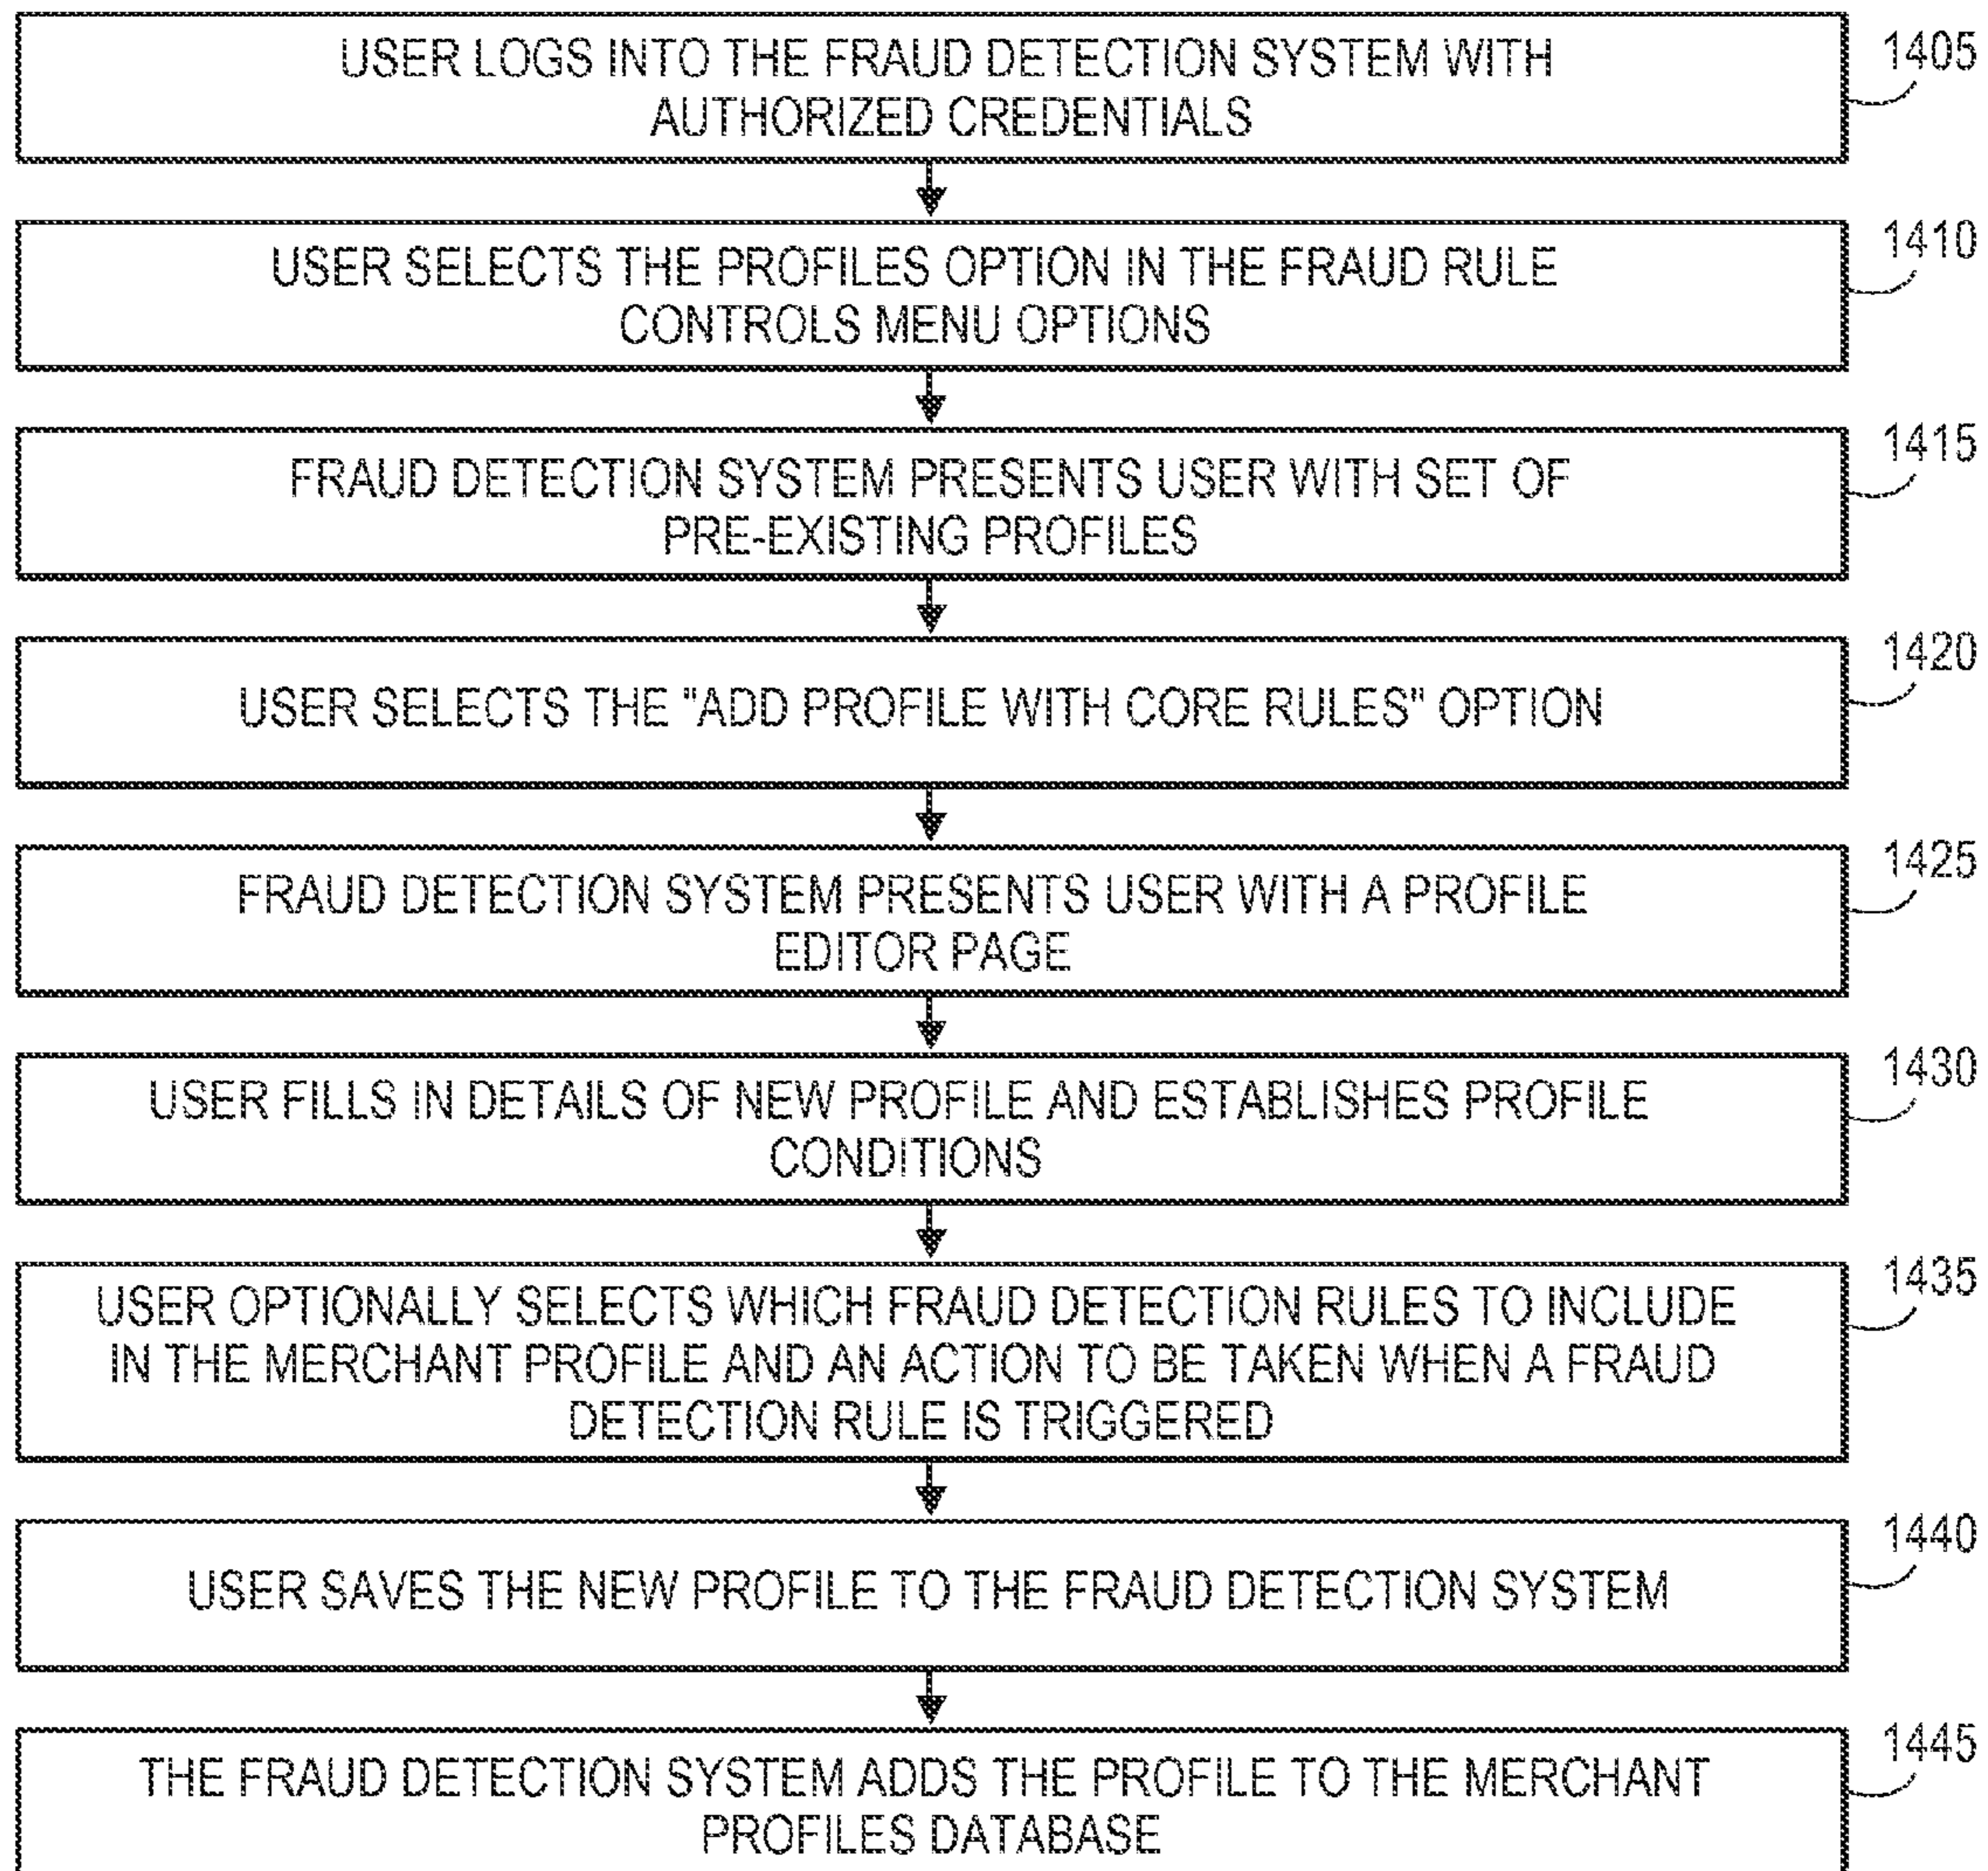 USER LOGS INTO THE FRAUD DETECTION SYSTEM WITH
AUTHORIZED CREDENTIALS
1405
USER SELECTS THE PROFILES OPTION IN THE FRAUD RULE
CONTROLS MENU OPTIONS
1410
FRAUD DETECTION SYSTEM PRESENTS USER WITH SET OF
PRE-EXISTING PROFILES
1415
USER SELECTS THE "ADD PROFILE WITH CORE RULES" OPTION
1420
FRAUD DETECTION SYSTEM PRESENTS USER WITH A PROFILE
EDITOR PAGE
1425
USER FILLS IN DETAILS OF NEW PROFILE AND ESTABLISHES PROFILE
CONDITIONS
1430
USER OPTIONALLY SELECTS WHICH FRAUD DETECTION RULES TO INCLUDE
IN THE MERCHANT PROFILE AND AN ACTION TO BE TAKEN WHEN A FRAUD
DETECTION RULE IS TRIGGERED
1435
USER SAVES THE NEW PROFILE TO THE FRAUD DETECTION SYSTEM
1440
THE FRAUD DETECTION SYSTEM ADDS THE PROFILE TO THE MERCHANT
PROFILES DATABASE
1445